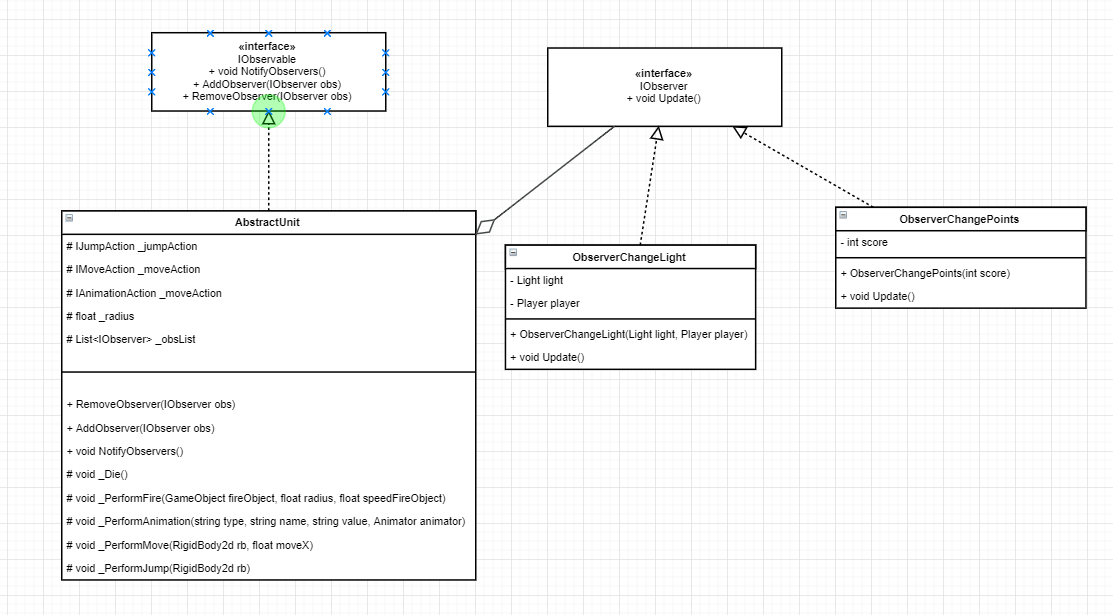 «interface»
IObservable
+ void NotifyObservers()
+ AddObserver(IObserver obs)
+ RemoveObserver(IObserver obs)
«interface»
IObserver
+ void Update()
AbstractUnit
# IJumpAction _jumpAction
# IMoveAction _moveAction
# IAnimationAction _moveAction
# float _radius
# List<IObserver> _obsList
+ RemoveObserver(IObserver obs)
+ AddObserver(IObserver obs)
+ void NotifyObservers()
# void _Die()
# void _PerformFire(GameObject fireObject, float radius, float speedFireObject)
# void _PerformAnimation(string type, string name, string value, Animator animator)
# void _PerformMove(RigidBody2d rb, float moveX)
# void _PerformJump(RigidBody2d rb)
ObserverChangeLight
- Light light
- Player player
+ ObserverChangeLight(Light light, Player player)
+ void Update()
ObserverChangePoints
- int score
+ ObserverChangePoints(int score)
+ void Update()